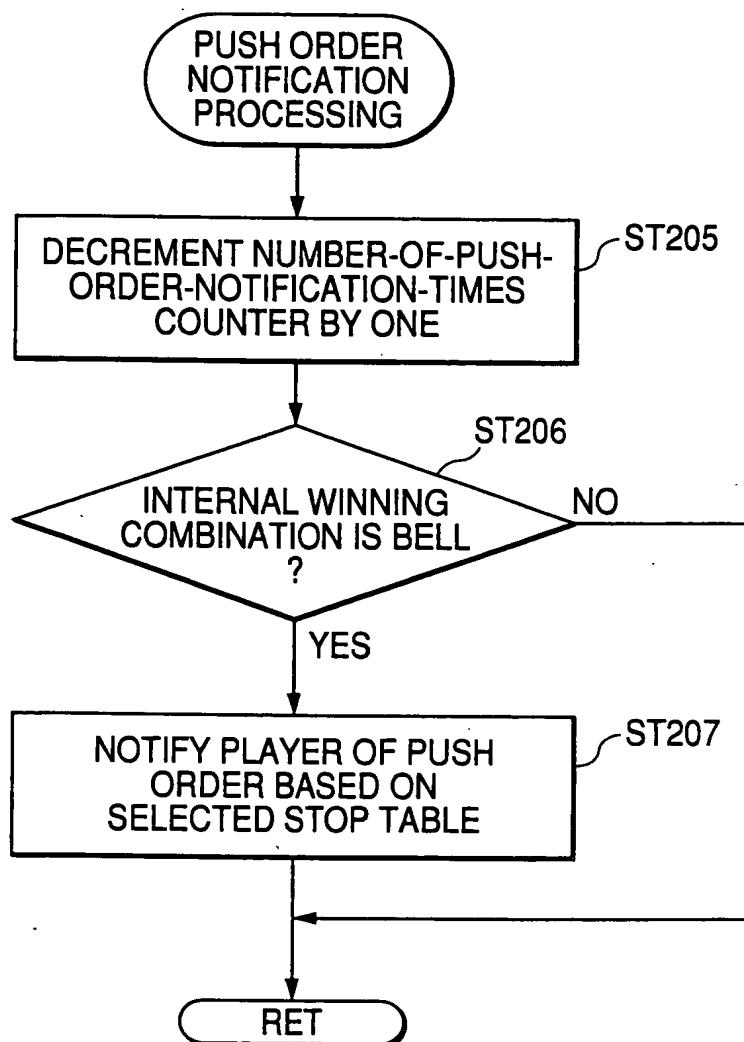 PUSH ORDER
NOTIFICATION
PROCESSING
ST205
DECREMENT NUMBER-OF-PUSH-
ORDER-NOTIFICATION-TIMES
COUNTER BY ONE
ST206
INTERNAL WINNING
COMBINATION IS BELL
?
NO
YES
ST207
NOTIFY PLAYER OF PUSH
ORDER BASED ON
SELECTED STOP TABLE
RET